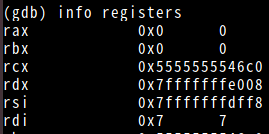 (gdb) info registers
rax 0x0 0
rbx 0x0 0
rcx 0x5555555546c0
rdx 0x7fffffffe008
rsi 0x7fffffffdff8
rdi 0x7 7